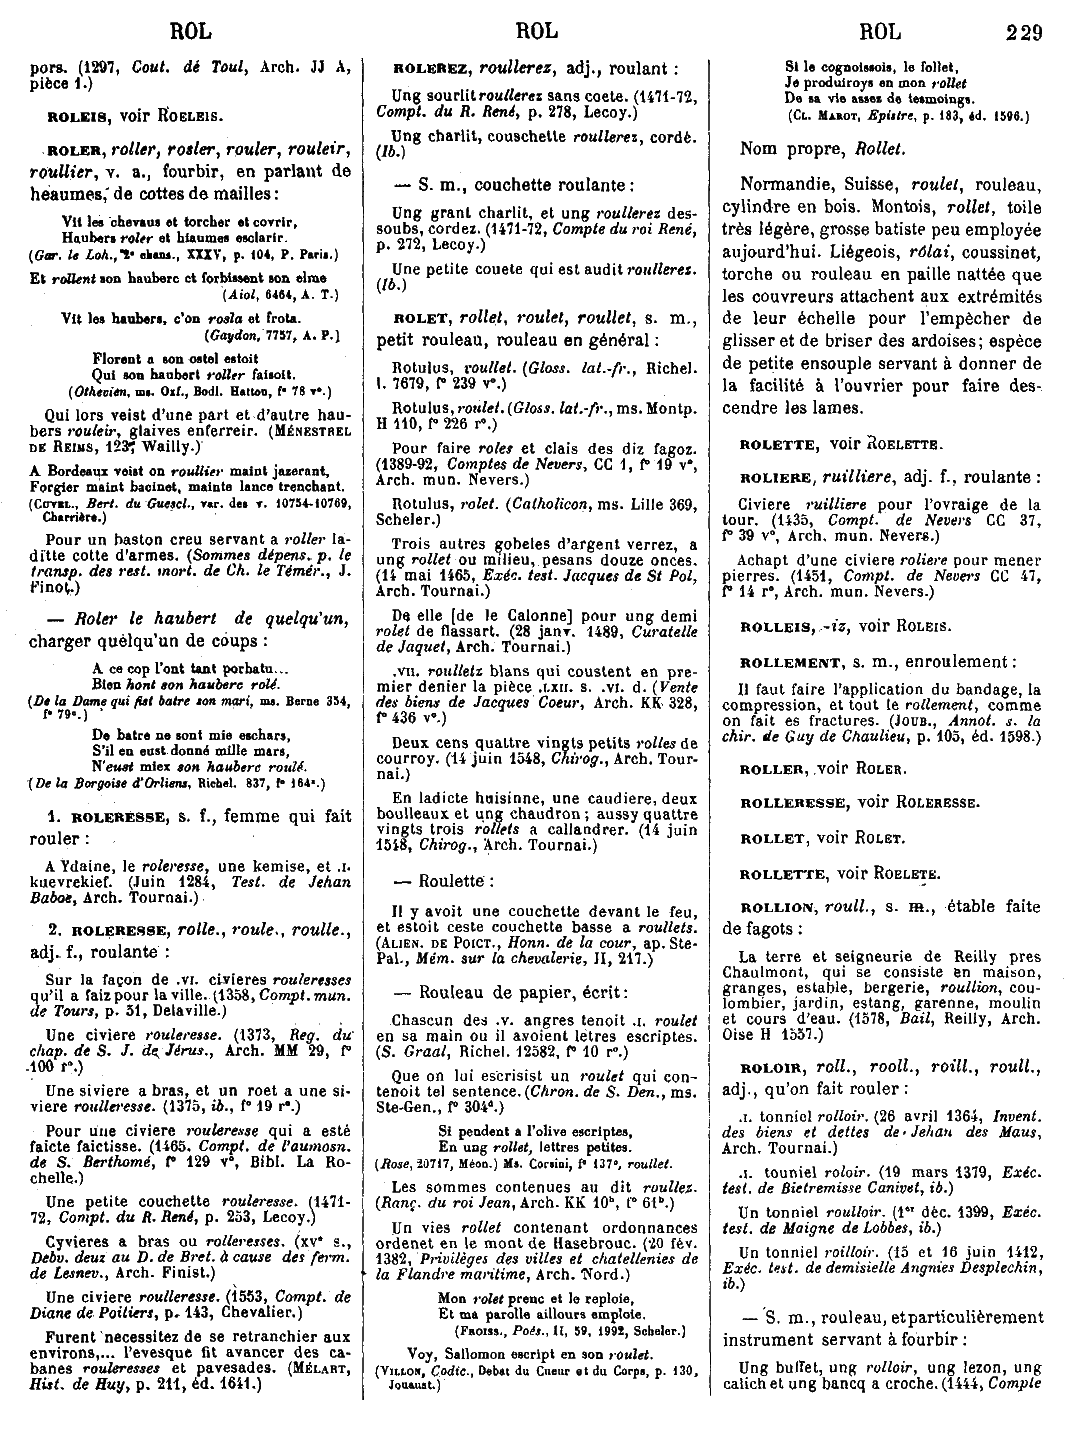 ROL
ROL
ROL
229
pors. (1297, Cout. dé Toul, Arch. JJ A,
pièce 1.)
ROLEIS, voir ROELEIS.
ROLER, roller, rosler, rouler, rouleir,
roullier, v. a., fourbir, en parlant de
heaumes, de cottes de mailles :
Vit les chevaus et torcher et covrir,
Haubers roler et hiaumes esclarir.
(Gar. le Loh., 2e chans., XXXV, p. 104, P. Paris.)
Et rollent son hauberc et forbissent son elme
(Aiol, 6464, A. T.)
Vit les haubers, c'on rosla et frota.
(Gaydon, 7757, A. P.)
Florent a son ostel estoit
Qui son haubert roller faisoit.
(Othevien, ms. Oxf., Bodl. Hatton, fo 78 vo.)
Qui lors veist d'une part et d'autre hau-
bers rouleir, glaives enferreir. (MÉNESTREL
DE REIMS, Wailly.)
A Bordeaux veist on roullier maint jazerant,
Forgier maint bacinet, mainte lance trenchant.
(CUVEL., Bert. du Guescl., var. des v. 10754-10769,
Charrière.)
Pour un baston creu servant a roller la-
ditte cotte d'armes. (Sommes dépens. p. le
transp. des rest. mort. de Ch. le Témér., J.
Finot.)
— Roler le haubert de quelqu'un,
charger quelqu'un de coups :
A ce cop l'ont tant porbatu...
Bien hont son hauberc rolé.
(De la Dame qui fist batre son mari, ms. Berne 354,
fo 79a.)
De batre ne sont mie eschars,
S'il en eust donné mille mars,
N'eust miex son hauberc roulé.
(De la Borgoise d'Orliens, Richel. 837, fo 164a.)
1. ROLERESSE, s. f., femme qui fait
rouler :
A Ydaine, le roleresse, une kemise, et .I.
kuevrekief. (Juin 1284, Test. de Jehan
Baboe, Arch. Tournai.)
2. ROLERESSE, rolle., roule., roulle.,
adj. f., roulante :
Sur la façon de .VI. civieres rouleresses
qu'il a faiz pour la ville. (1358, Compt. mun.
de Tours, p. 31, Delaville.)
Une civiere rouleresse. (1373, Reg. du
chap. de S. J. de Jérus., Arch. MM 29, fo
100 ro.)
Une siviere a bras, et un roet a une si-
viere roulleresse. (1375, ib., fo 19 ro.)
Pour une civiere rouleresse qui a esté
faicte faictisse. (1465, Compt. de l'aumosn.
de S. Berthomé, fo 129 vo, Bibl. La Ro-
chelle.)
Une petite couchette rouleresse. (1471-
72, Compt. du R. René, p. 253, Lecoy.)
Cyvieres a bras ou rolleresses. (XVe s.,
Debv. deuz au D. de Bret. à cause des ferm.
de Lesnev., Arch. Finist.)
Une civiere roulleresse. (1553, Compt. de
Diane de Poitiers, p. 143, Chevalier.)
Furent necessitez de se retranchier aux
environs,... l'evesque fit avancer des ca-
banes rouleresses et pavesades. (MÉLART,
Hist. de Huy, p. 211, éd. 1641.)
ROLEREZ, roullerez, adj., roulant :
Ung sourlit roullerez sans coete. (1471-72,
Compt. du R. René, p. 278, Lecoy.)
Ung charlit, couschette roullerez, cordé.
(Ib.)
— S. m., couchette roulante :
Ung grant charlit, et ung roullerez des-
soubs, cordez. (1471-72, Compte du roi René,
p. 272, Lecoy.)
Une petite couete qui est audit roullerez.
(Ib.)
ROLET, rollet, roulet, roullet, s. m.,
petit rouleau, rouleau en général :
Rotulus, roullet. (Gloss. lat.-fr., Richel.
l. 7679, fo 239 vo.)
Rotulus, roulet. (Gloss. lat.-fr., ms. Montp.
H 110, fo 226 ro.)
Pour faire roles et clais des diz fagoz.
(1389-92, Comptes de Nevers, CC 1, fo 19 vo,
Arch. mun. Nevers.)
Rotulus, rolet. (Catholicon, ms. Lille 369,
Scheler.)
Trois autres gobeles d'argent verrez, a
ung rollet ou milieu, pesans douze onces.
(14 mai 1465, Exéc. test. Jacques de St Pol,
Arch. Tournai.)
De elle [de le Calonne] pour ung demi
rolet de flassart. (28 janv. 1489, Curatelle
de Jaquet, Arch. Tournai.)
.VII. roulletz blans qui coustent en pre-
mier denier la pièce .LXII. s. .VI. d. (Vente
des biens de Jacques Coeur, Arch. KK 328,
fo 436 vo.)
Deux cens quattre vingts petits rolles de
courroy. (14 juin 1548, Chirog., Arch. Tour-
nai.)
En ladicte huisinne, une caudiere, deux
boulleaux et ung chaudron ; aussy quattre
vingts trois rollets a callandrer. (14 juin
1548, Chirog., Arch. Tournai.)
— Roulette :
Il y avoit une couchette devant le feu,
et estoit ceste couchette basse a roullets.
(ALIEN. DE POICT., Honn. de la cour, ap. Ste-
Pal., Mém. sur la chevalerie, II, 217.)
— Rouleau de papier, écrit :
Chascun des .V. angres tenoit .I. roulet
en sa main ou il avoient letres escriptes.
(S. Graal, Richel. 12582, fo 10 ro.)
Que on lui escrisist un roulet qui con-
tenoit tel sentence. (Chron. de S. Den., ms.
Ste-Gen., fo 304d.)
Si pendent a l'olive escriptes,
En ung rollet, lettres petites.
(Rose, 20717, Méon.) Ms. Corsini, fo 137c, roullet.
Les sommes contenues au dit roullez.
(Ranç. du roi Jean, Arch. KK 10b, fo 61b.)
Un vies rollet contenant ordonnances
ordenet en le mont de Hasebrouc. (20 fév.
1382, Privilèges des villes et chatellenies de
la Flandre maritime, Arch. Nord.)
Mon rolet prenc et le reploie,
Et ma parolle aillours emploie.
(FROISS., Poés., II, 59, 1992, Scheler.)
Voy, Sallomon escript en son roulet.
(VILLON, Codic., Debat du Cueur et du Corps, p. 130,
Jouaust.)
Si le cognoissois, le follet,
Je produiroys en mon rollet
De sa vie assez de tesmoings.
(CL. MAROT, Epistre, p. 183, éd. 1596.)
Nom propre, Rollet.
Normandie, Suisse, roulet, rouleau,
cylindre en bois. Montois, rollet, toile
très légère, grosse batiste peu employée
aujourd'hui. Liégeois, rôlai, coussinet,
torche ou rouleau en paille nattée que
les couvreurs attachent aux extrémités
de leur échelle pour l'empêcher de
glisser et de briser des ardoises ; espèce
de petite ensouple servant à donner de
la facilité à l'ouvrier pour faire des-
cendre les lames.
ROLETTE, voir ROELETTE.
ROLIERE, ruilliere, adj. f., roulante :
Civiere ruilliere pour l'ovraige de la
tour. (1435, Compt. de Nevers CC 37,
fo 39 vo, Arch. mun. Nevers.)
Achapt d'une civiere roliere pour mener
pierres. (1451, Compt. de Nevers CC 47,
fo 14 ro, Arch. mun. Nevers.)
ROLLEIS, -iz, voir ROLEIS.
ROLLEMENT, s. m., enroulement :
Il faut faire l'application du bandage, la
compression, et tout le rollement, comme
on fait es fractures. (JOUB., Annot. s. la
chir. de Guy de Chaulieu, p. 105, éd. 1598.)
ROLLER, voir ROLER.
ROLLERESSE, voir ROLERESSE.
ROLLET, voir ROLET.
ROLLETTE, voir ROELETE.
ROLLION, roull., s. m., étable faite
de fagots :
La terre et seigneurie de Reilly pres
Chaulmont, qui se consiste en maison,
granges, estable, bergerie, roullion, cou-
lombier, jardin, estang, garenne, moulin
et cours d'eau. (1578, Bail, Reilly, Arch.
Oise H 1557.)
ROLOIR, roll., rooll., roïll., roull.,
adj., qu'on fait rouler :
.I. tonniel rolloir. (26 avril 1364, Invent.
des biens et dettes de Jehan des Maus,
Arch. Tournai.)
.I. touniel roloir. (19 mars 1379, Exéc.
test. de Bietremisse Canivet, ib.)
Un tonniel roulloir. (1er déc. 1399, Exéc.
test. de Maigne de Lobbes, ib.)
Un tonniel roilloir. (15 et 16 juin 1412,
Exéc. test. de demisielle Angnies Desplechin,
ib.)
— S. m., rouleau, et particulièrement
instrument servant à fourbir :
Ung buffet, ung rolloir, ung lezon, ung
calich et ung bancq a croche. (1444, Compte